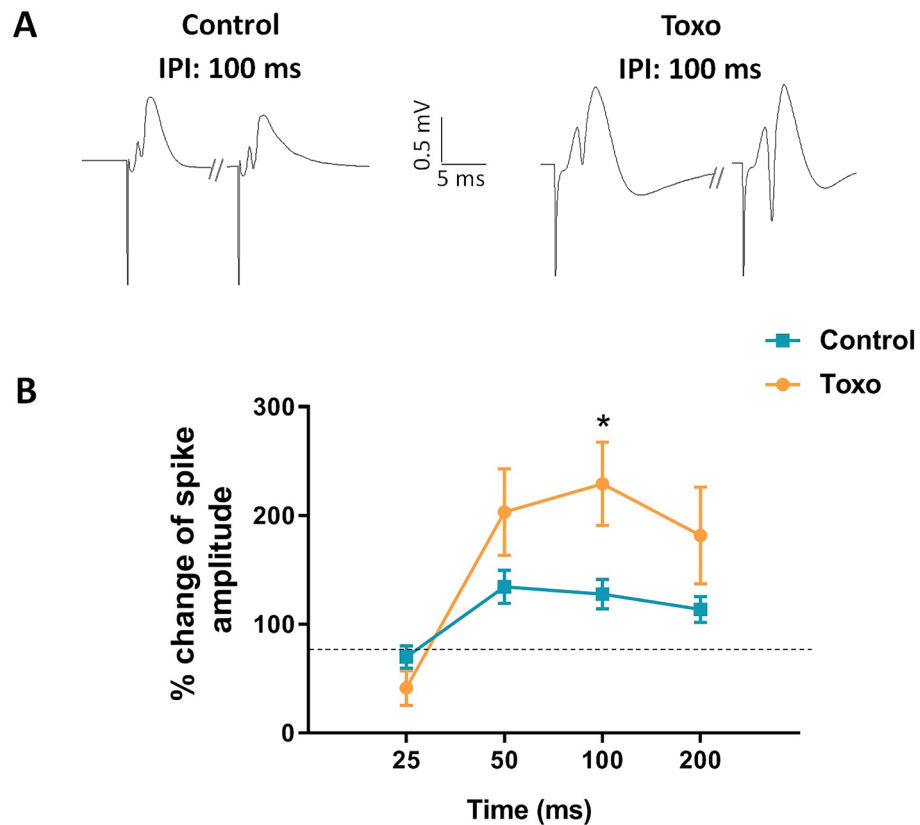 A
Control
IPI: 100 ms
Toxo
IPI: 100 ms
0.5 mV
5 ms
Control
Toxo
B
% change of spike
amplitude
300
200
100
0
*
25 50 100 200
Time (ms)